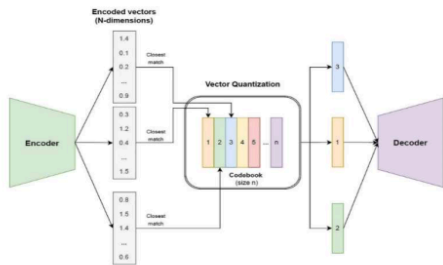 Encoded vectors
(N-dimensions)
1.4
0.1
0.2
...
0.9
Closest
match
0.3
1.2
0.4
...
1.5
Closest
match
0.8
1.5
1.4
...
0.6
Closest
match
Encoder
Vector Quantization
1 2 3 4 5 ... n
Codebook
(size n)
3
1
2
Decoder